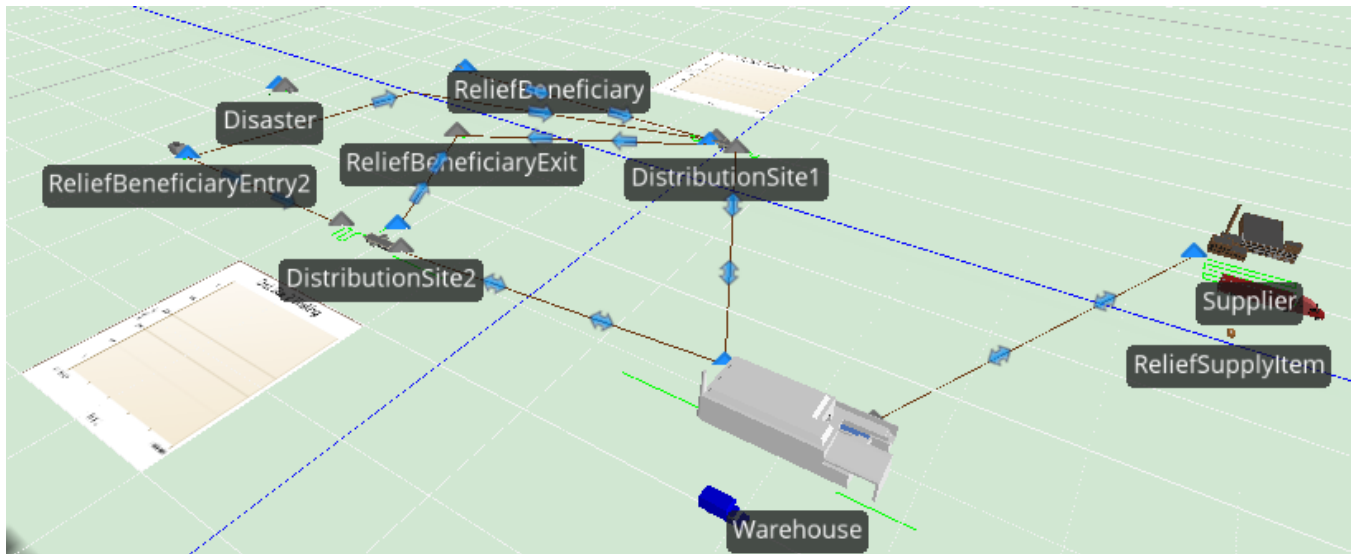 ReliefBeneficiary
Disaster
ReliefBeneficiaryExit
DistributionSite1
ReliefBeneficiaryEntry2
DistributionSite2
Supplier
ReliefSupplyItem
Warehouse